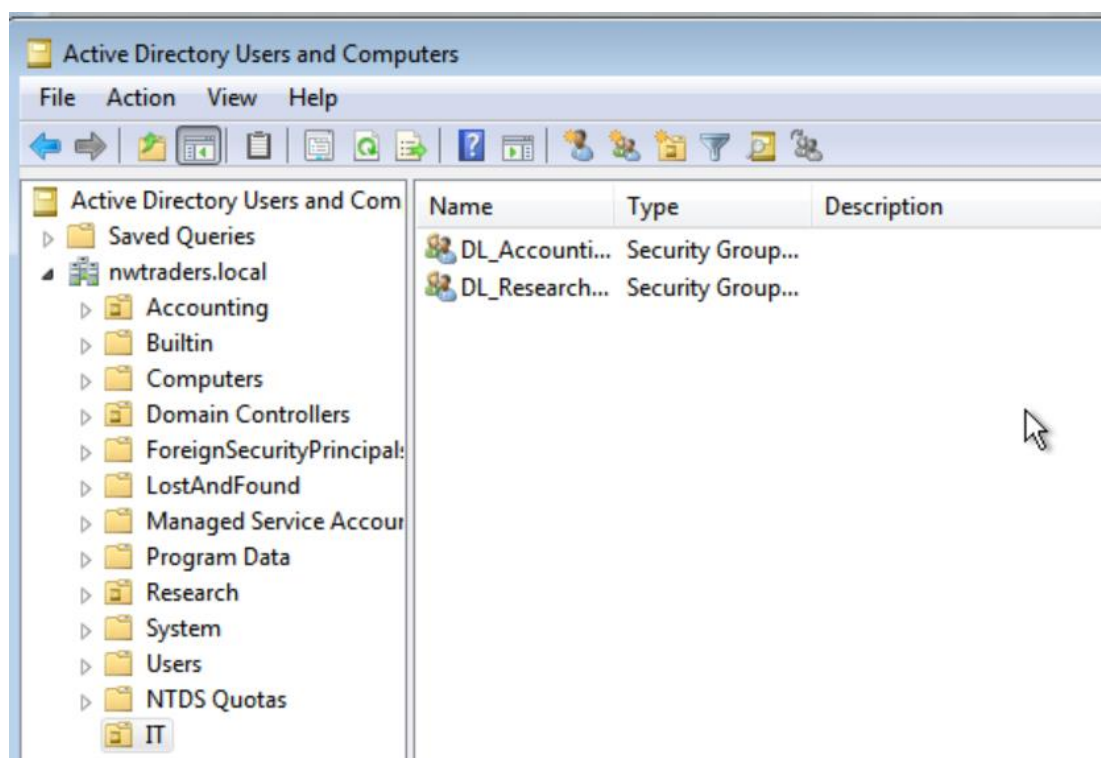 Active Directory Users and Computers
File Action View Help
Active Directory Users and Com
Name Type Description
Saved Queries
DL_Accounti... Security Group...
nwtraders.local
DL_Research... Security Group...
Accounting
Builtin
Computers
Domain Controllers
ForeignSecurityPrincipals
LostAndFound
Managed Service Accour
Program Data
Research
System
Users
NTDS Quotas
IT